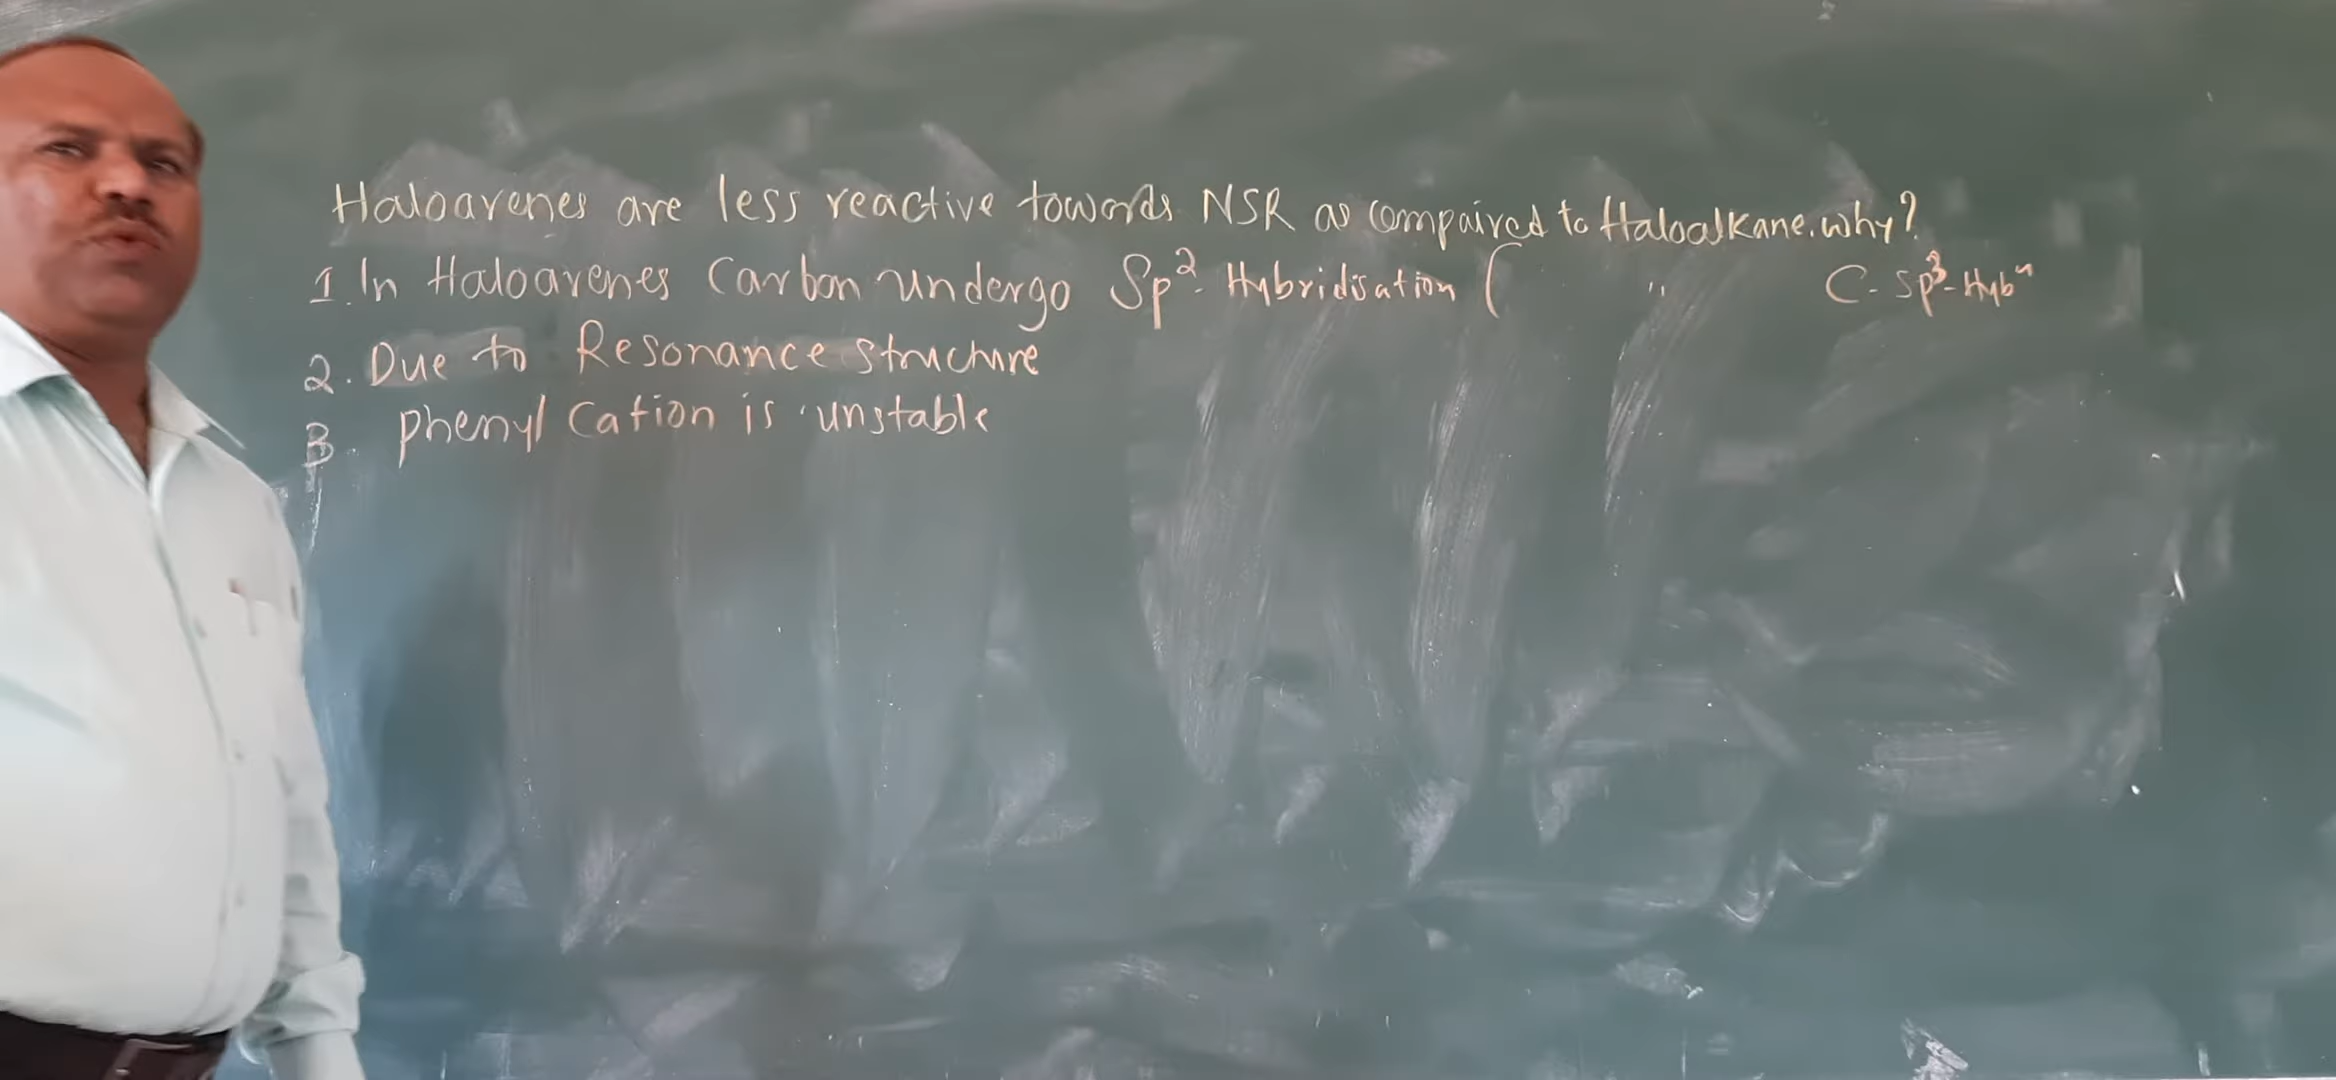 Haloarenes are less reactive towards NSR as compaired to Haloalkane. why?
1. In Haloarenes Carbon undergo Sp²- Hybridisation ( " C- Sp³-Hybⁿ
2. Due to Resonance structure
3. phenyl Cation is unstable